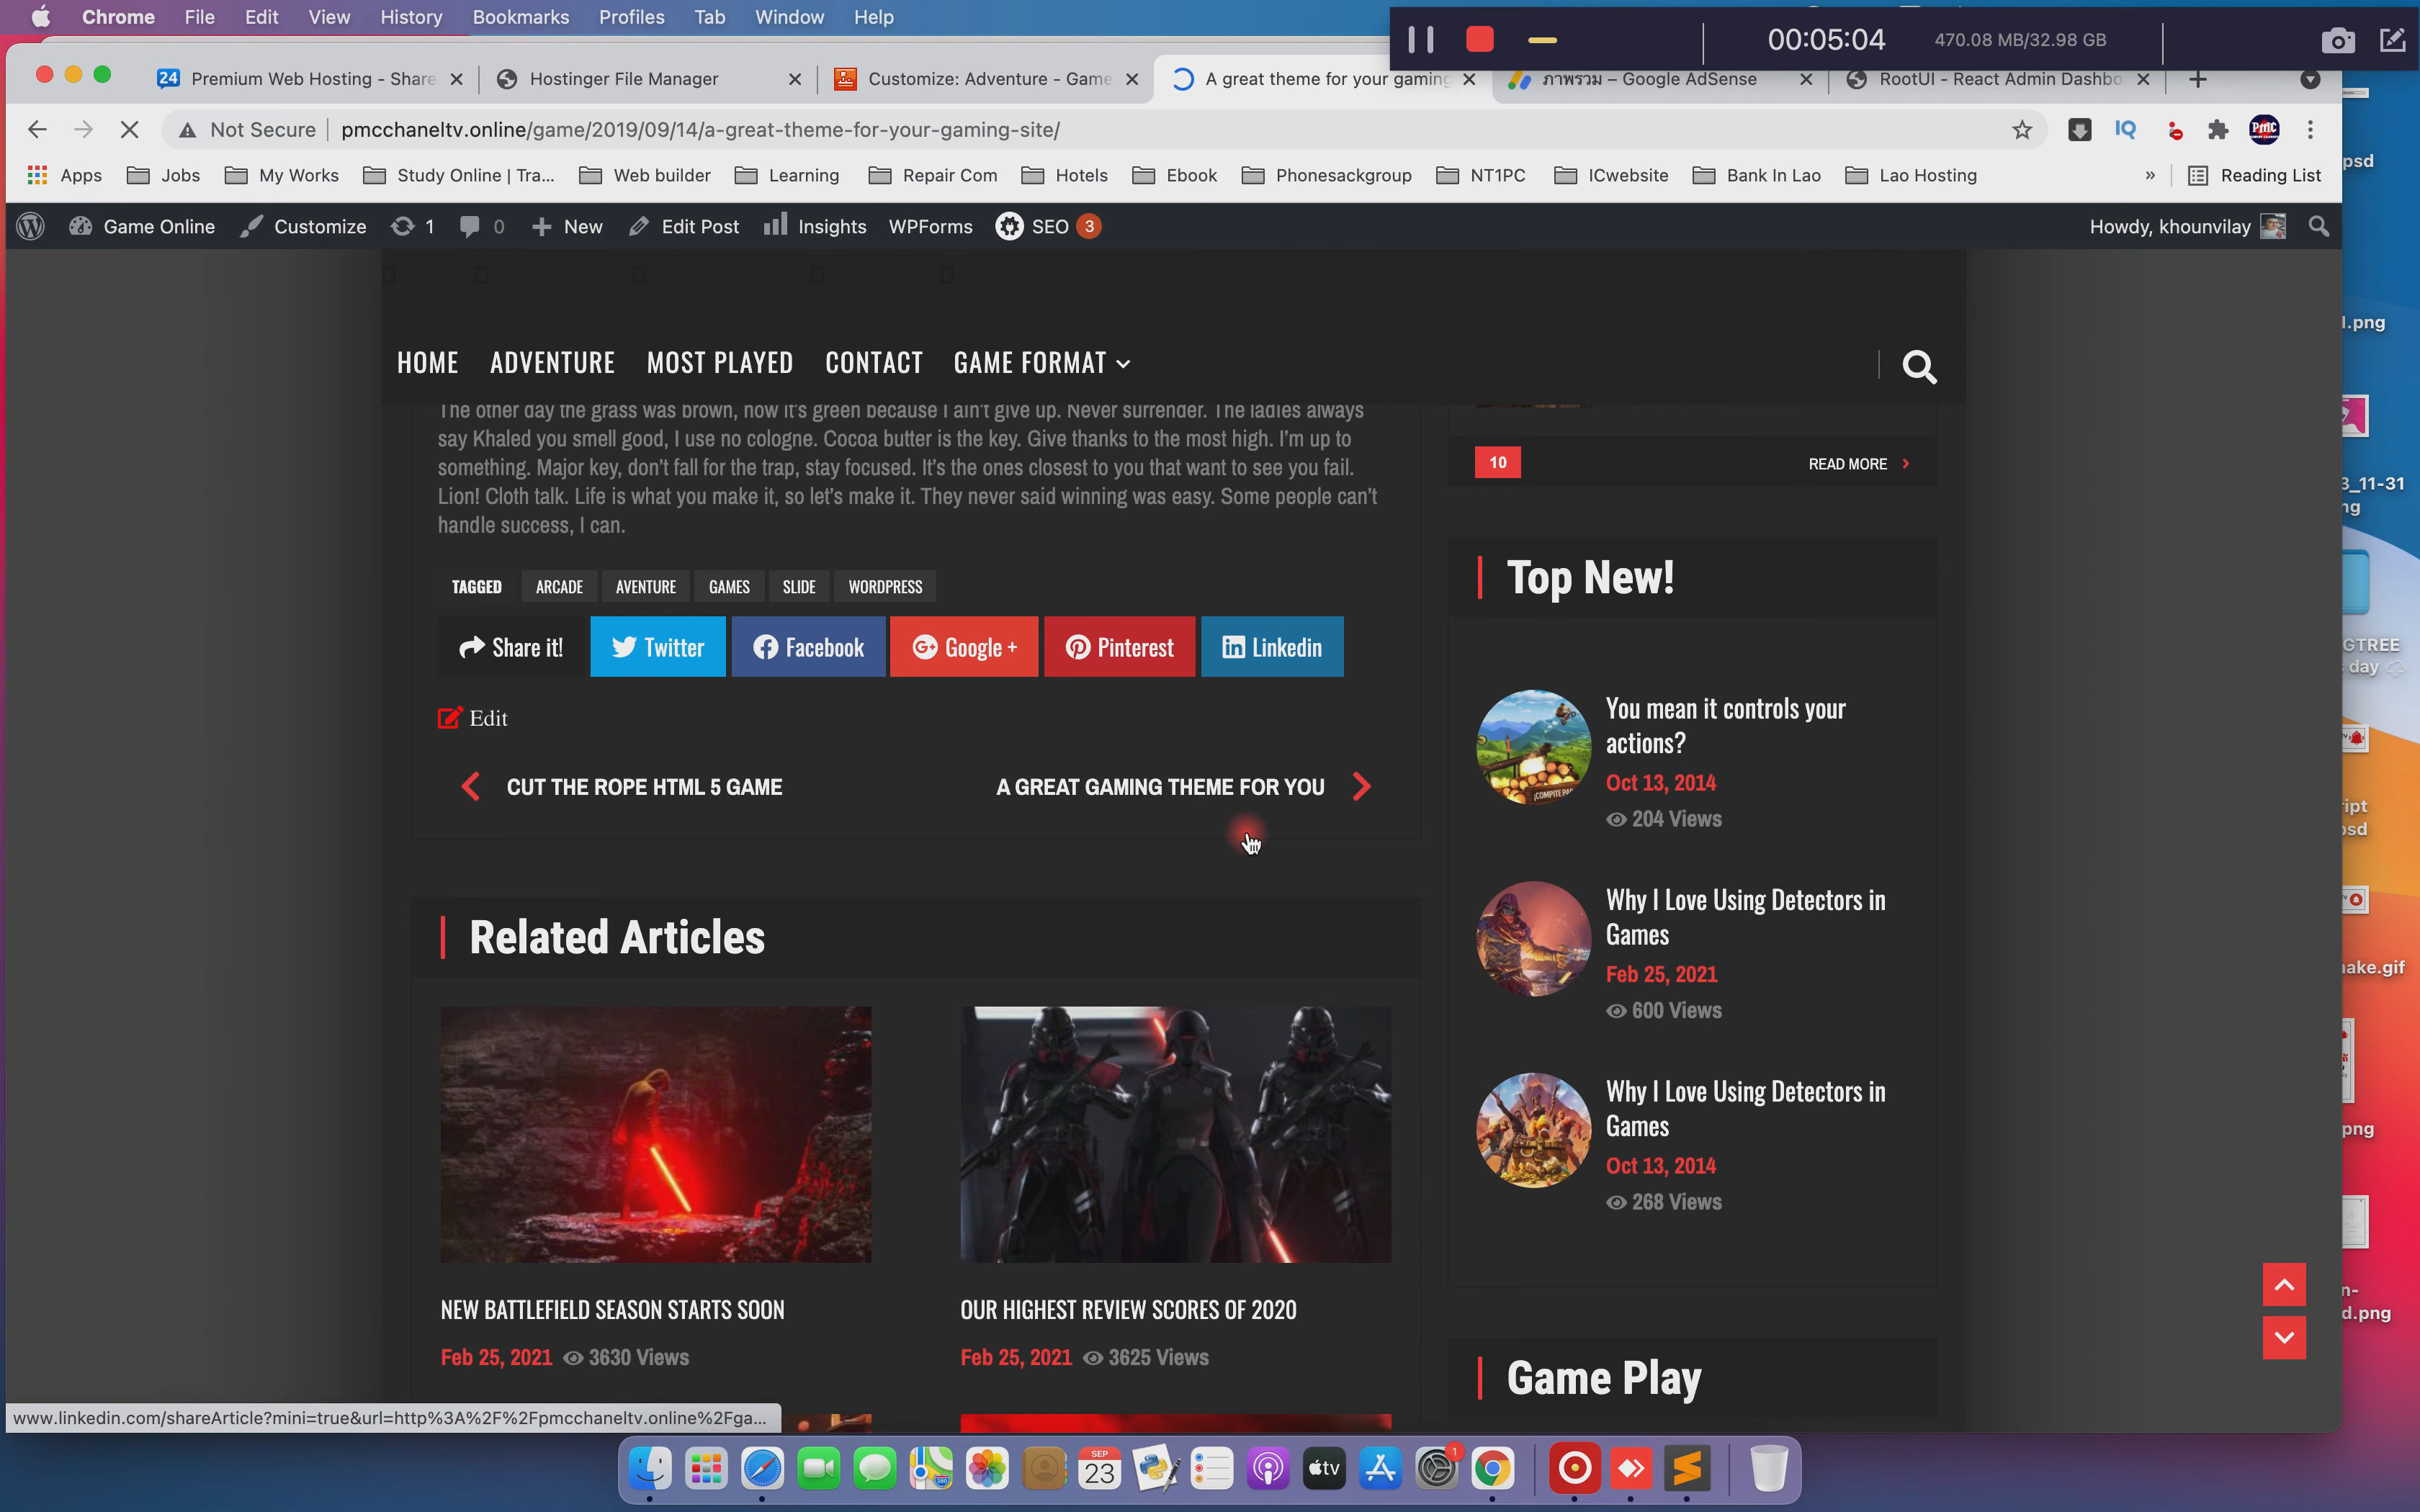 Chrome File Edit View History Bookmarks Profiles Tab Window Help
00:05:04 470.08 MB/32.98 GB
24 Premium Web Hosting - Share
Hostinger File Manager
Customize: Adventure - Game
A great theme for your gaming
ภาพรวม – Google AdSense
RootUI - React Admin Dashbo
Not Secure pmcchaneltv.online/game/2019/09/14/a-great-theme-for-your-gaming-site/
IQ
PMC
Apps Jobs My Works Study Online | Tra... Web builder Learning Repair Com Hotels Ebook Phonesackgroup NT1PC ICwebsite Bank In Lao Lao Hosting » Reading List
Game Online Customize 1 0 New Edit Post Insights WPForms SEO 3 Howdy, khounvilay
HOME ADVENTURE MOST PLAYED CONTACT GAME FORMAT
The other day the grass was brown, now it's green because I ain't give up. Never surrender. The ladies always
say Khaled you smell good, I use no cologne. Cocoa butter is the key. Give thanks to the most high. I'm up to
something. Major key, don't fall for the trap, stay focused. It's the ones closest to you that want to see you fail.
Lion! Cloth talk. Life is what you make it, so let's make it. They never said winning was easy. Some people can't
handle success, I can.
TAGGED ARCADE AVENTURE GAMES SLIDE WORDPRESS
Share it! Twitter Facebook Google + Pinterest Linkedin
Edit
CUT THE ROPE HTML 5 GAME
A GREAT GAMING THEME FOR YOU
Related Articles
NEW BATTLEFIELD SEASON STARTS SOON
Feb 25, 2021 3630 Views
OUR HIGHEST REVIEW SCORES OF 2020
Feb 25, 2021 3625 Views
10 READ MORE
Top New!
You mean it controls your
actions?
Oct 13, 2014
204 Views
Why I Love Using Detectors in
Games
Feb 25, 2021
600 Views
Why I Love Using Detectors in
Games
Oct 13, 2014
268 Views
Game Play
www.linkedin.com/shareArticle?mini=true&url=http%3A%2F%2Fpmcchaneltv.online%2Fga...
psd
.png
3_11-31
ng
GTREE
day
ript
psd
ake.gif
png
n-
d.png
SEP
23
tv
1